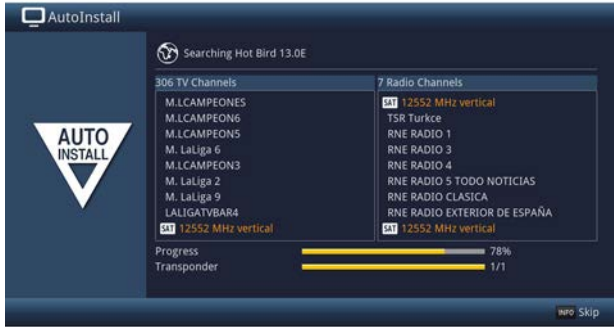 AutoInstall
Searching Hot Bird 13.0E
306 TV Channels
M.LCAMPEONES
M.LCAMPEON6
M.LCAMPEON5
M. LaLiga 6
M.LCAMPEON3
M. LaLiga 2
M. LaLiga 9
LALIGATVBAR4
SAT 12552 MHz vertical
7 Radio Channels
SAT 12552 MHz vertical
TSR Turkce
RNE RADIO 1
RNE RADIO 3
RNE RADIO 4
RNE RADIO 5 TODO NOTICIAS
RNE RADIO CLASICA
RNE RADIO EXTERIOR DE ESPAÑA
SAT 12552 MHz vertical
AUTO
INSTALL
Progress 78%
Transponder 1/1
INFO Skip